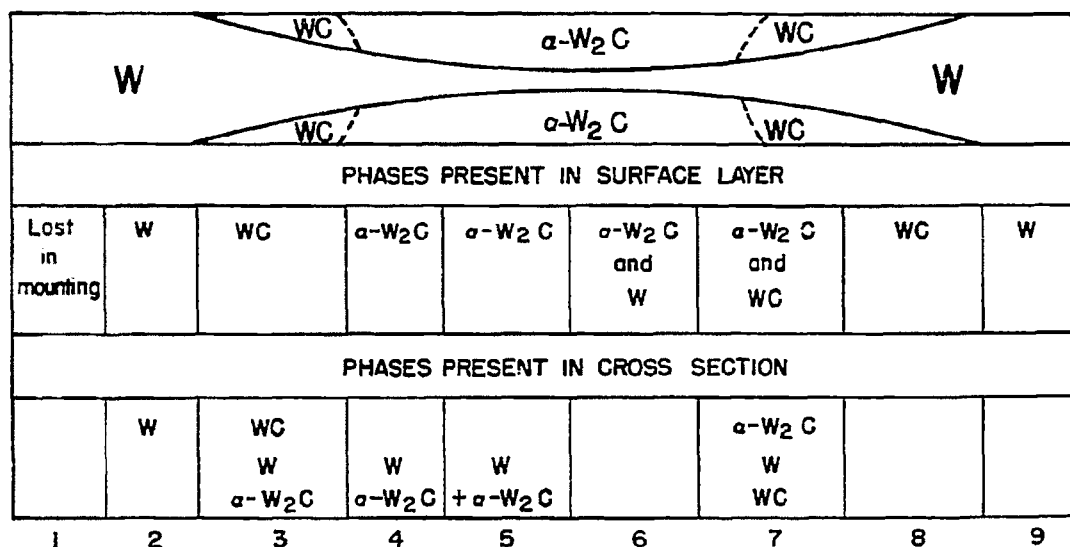 WC α-W₂C WC
W W
WC α-W₂C WC
PHASES PRESENT IN SURFACE LAYER
Lost in mounting
W
WC
α-W₂C
α-W₂C
α-W₂C
and
W
α-W₂C
and
WC
WC
W
PHASES PRESENT IN CROSS SECTION
W
WC
W
α-W₂C
W
α-W₂C
W
+α-W₂C
α-W₂C
W
WC
1 2 3 4 5 6 7 8 9